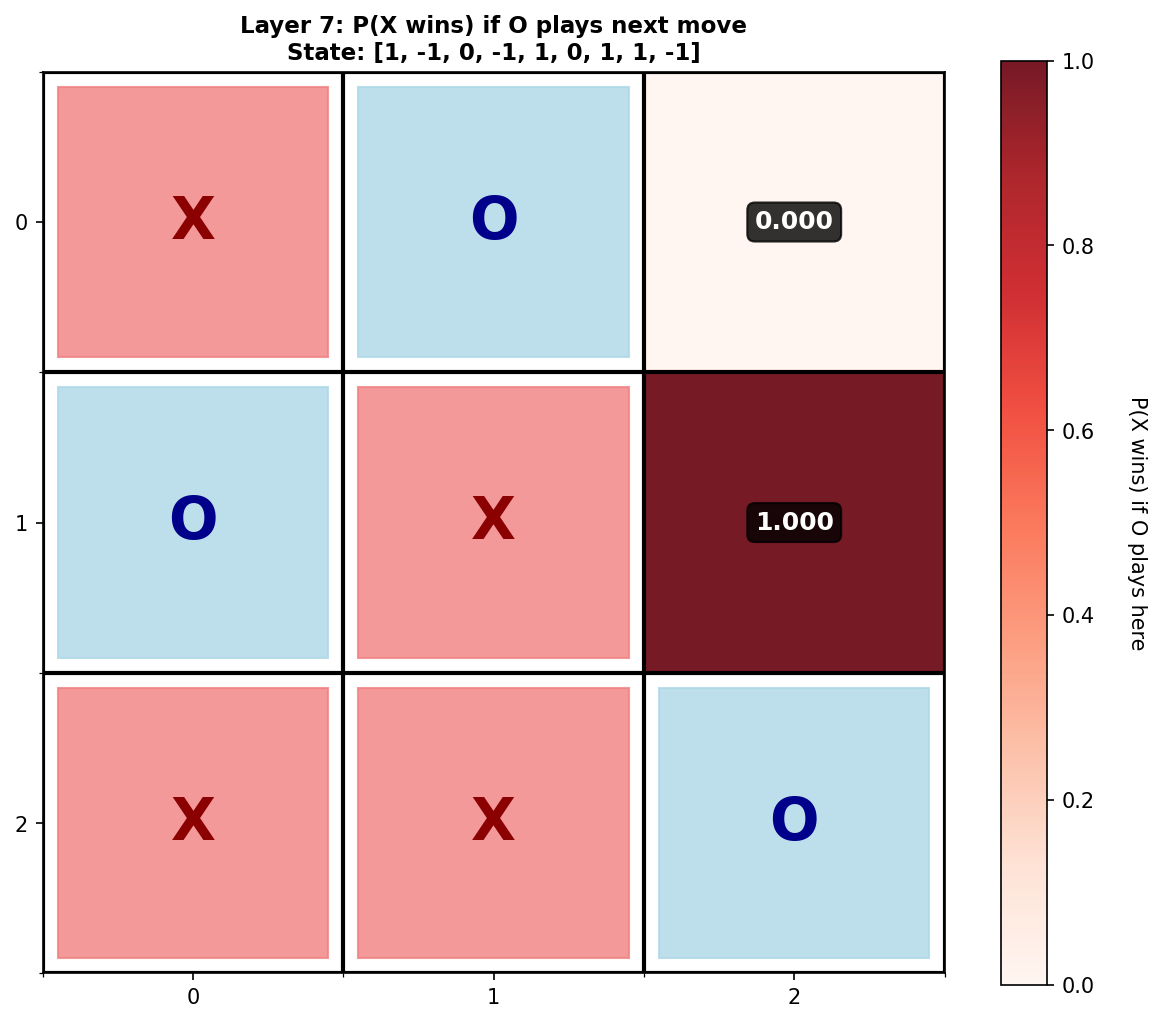 Layer 7: P(X wins) if O plays next move
State: [1, -1, 0, -1, 1, 0, 1, 1, -1]
0
X
O
0.000
1
O
X
1.000
2
X
X
O
0
1
2
1.0
0.8
0.6
0.4
0.2
0.0
P(X wins) if O plays here